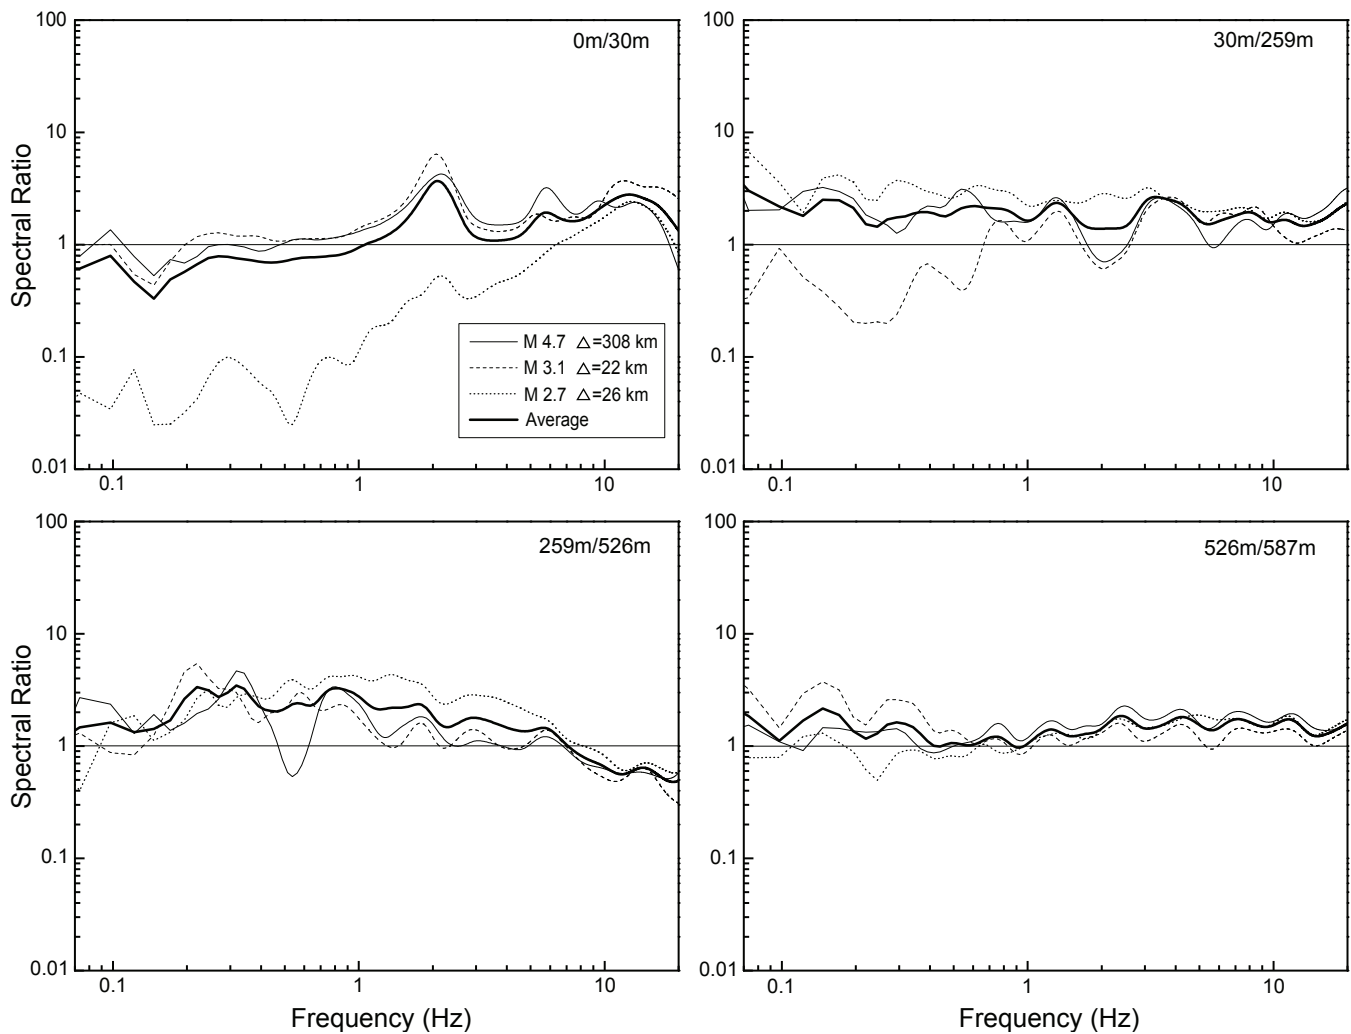 100
10
1
0.1
0.01
Spectral Ratio
0m/30m
M 4.7 △=308 km
M 3.1 △=22 km
M 2.7 △=26 km
Average
0.1 1 10
100
10
1
0.1
0.01
30m/259m
0.1 1 10
100
10
1
0.1
0.01
Spectral Ratio
259m/526m
0.1 1 10
Frequency (Hz)
100
10
1
0.1
0.01
526m/587m
0.1 1 10
Frequency (Hz)